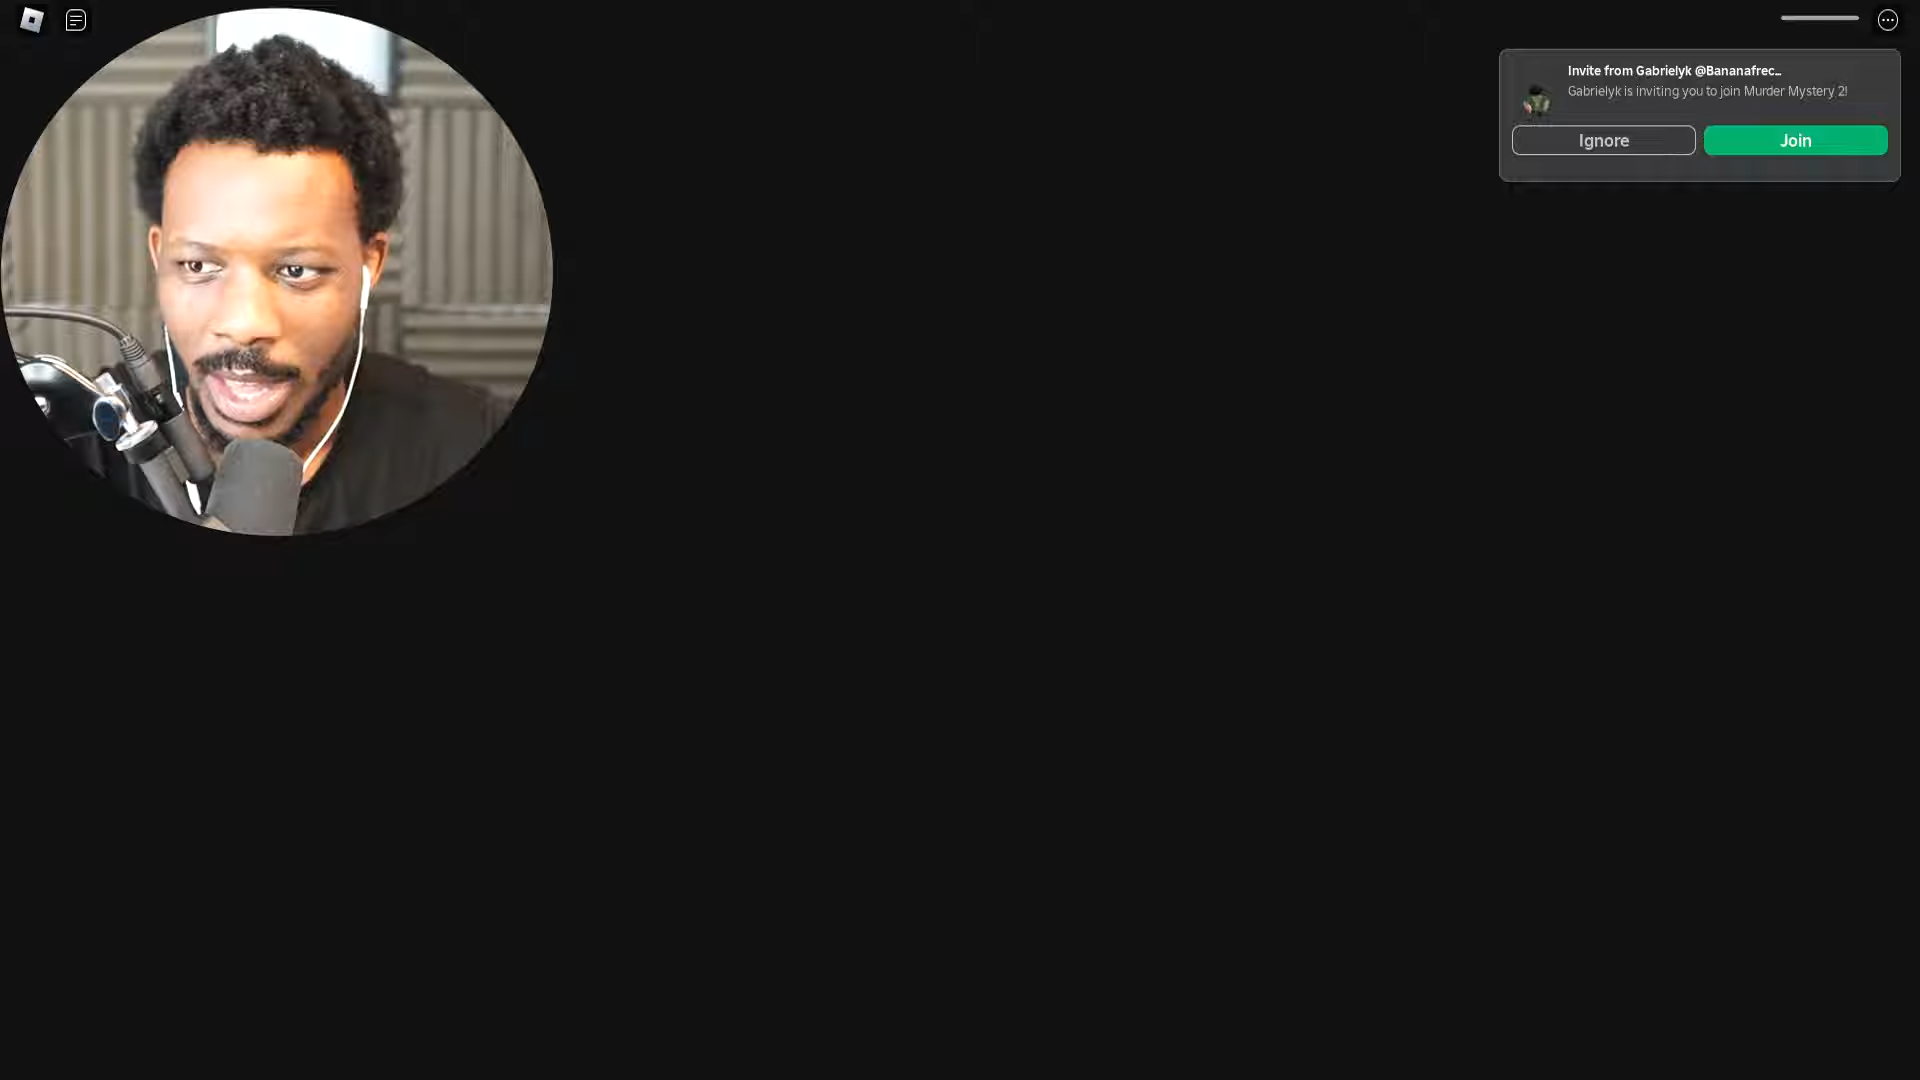 Invite from Gabrielyk @Bananafrec...
Gabrielyk is inviting you to join Murder Mystery 2!
Ignore
Join